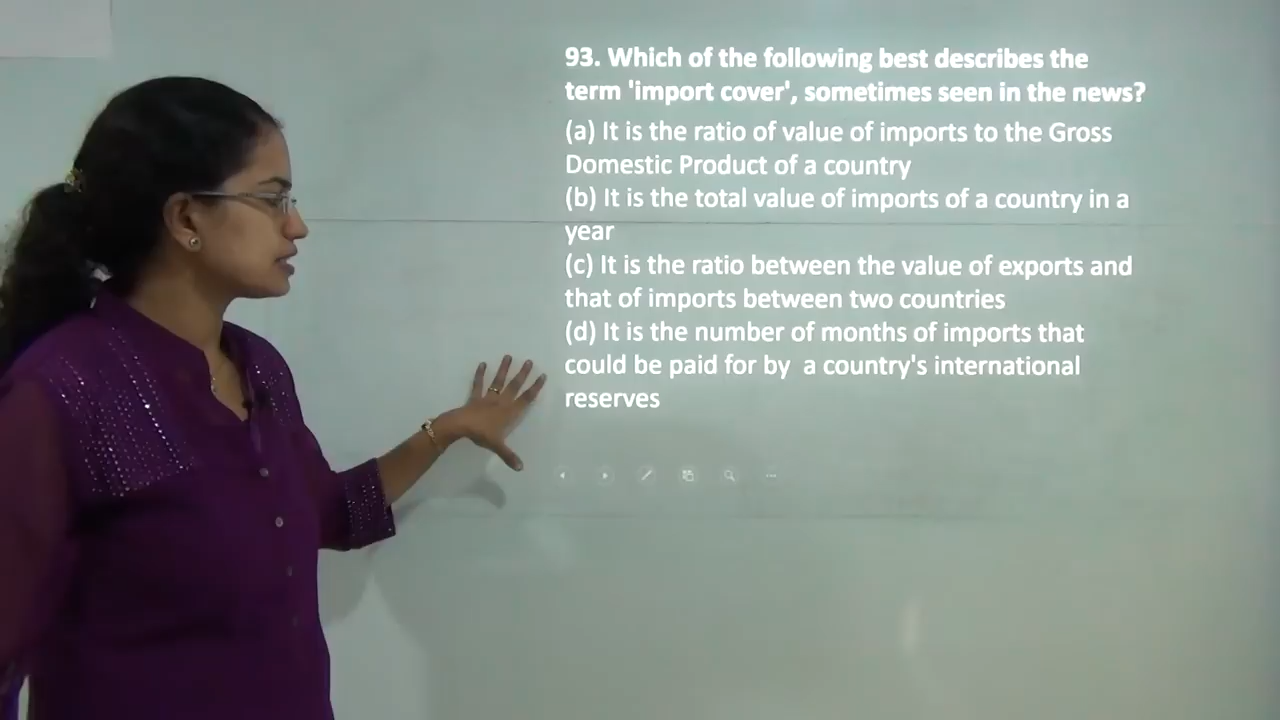 93. Which of the following best describes the
term 'import cover', sometimes seen in the news?
(a) It is the ratio of value of imports to the Gross
Domestic Product of a country
(b) It is the total value of imports of a country in a
year
(c) It is the ratio between the value of exports and
that of imports between two countries
(d) It is the number of months of imports that
could be paid for by a country's international
reserves